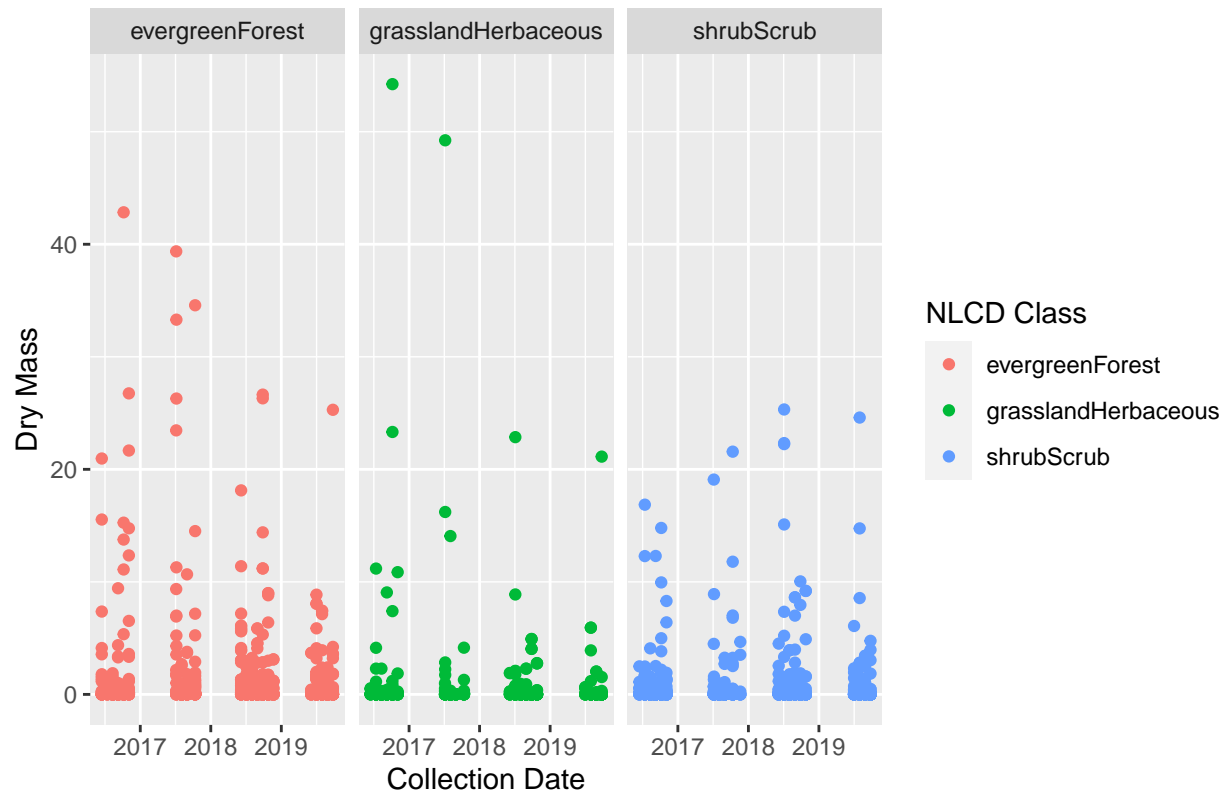 evergreenForest
grasslandHerbaceous
shrubScrub
40
20
0
Dry Mass
2017
2018
2019
2017
2018
2019
2017
2018
2019
Collection Date
NLCD Class
evergreenForest
grasslandHerbaceous
shrubScrub